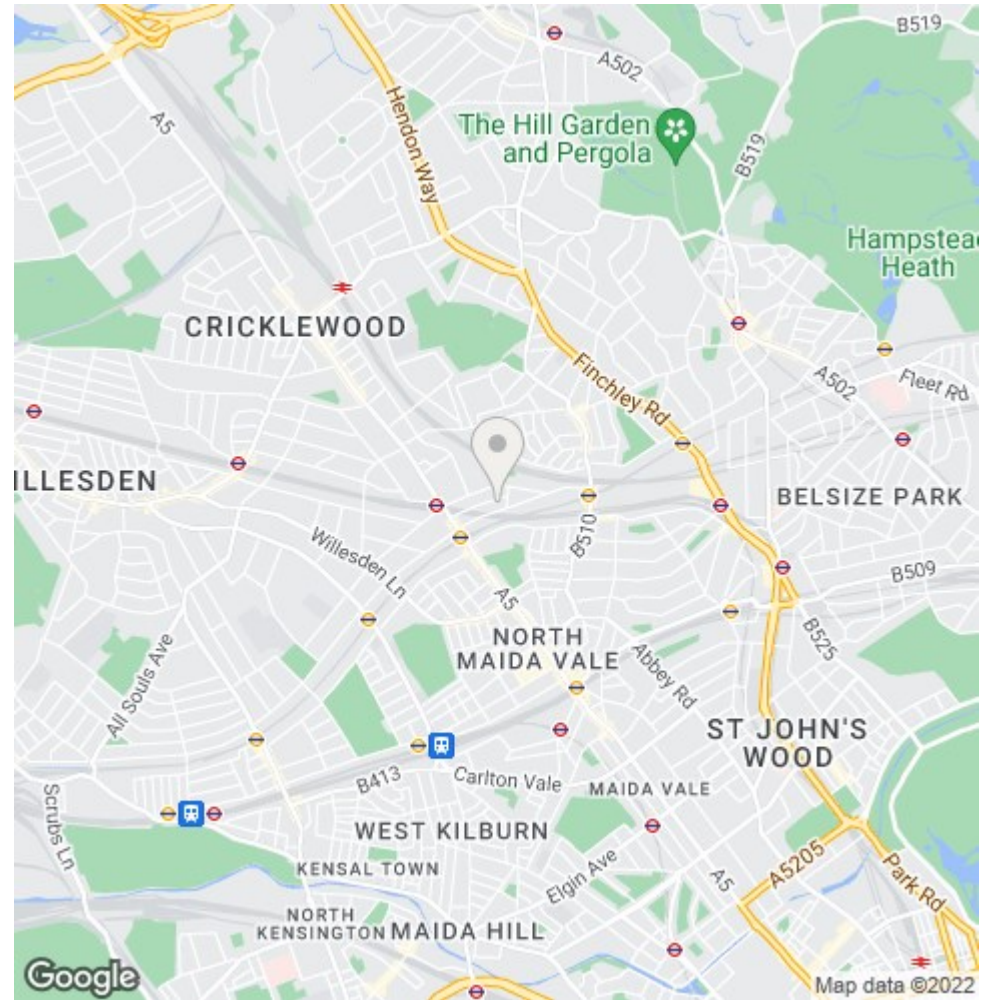 B519
A502
A5
Hendon Way
The Hill Garden
and Pergola
B519
Hampstead
Heath
CRICKLEWOOD
Finchley Rd
A502
Fleet Rd
ILLESDEN
BELSIZE PARK
B510
Willesden Ln
B509
A5
NORTH
MAIDA VALE
Abbey Rd
B525
All Souls Ave
ST JOHN'S
WOOD
B413
Carlton Vale
MAIDA VALE
Scrubs Ln
WEST KILBURN
A5205
KENSAL TOWN
Elgin Ave
A5
Park Rd
NORTH
KENSINGTON
MAIDA HILL
Google
Map data ©2022